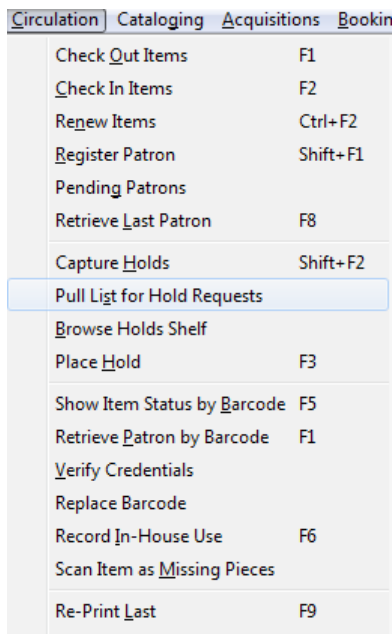 Circulation Cataloging Acquisitions Bookin
Check Out Items F1
Check In Items F2
Renew Items Ctrl+F2
Register Patron Shift+F1
Pending Patrons
Retrieve Last Patron F8
Capture Holds Shift+F2
Pull List for Hold Requests
Browse Holds Shelf
Place Hold F3
Show Item Status by Barcode F5
Retrieve Patron by Barcode F1
Verify Credentials
Replace Barcode
Record In-House Use F6
Scan Item as Missing Pieces
Re-Print Last F9